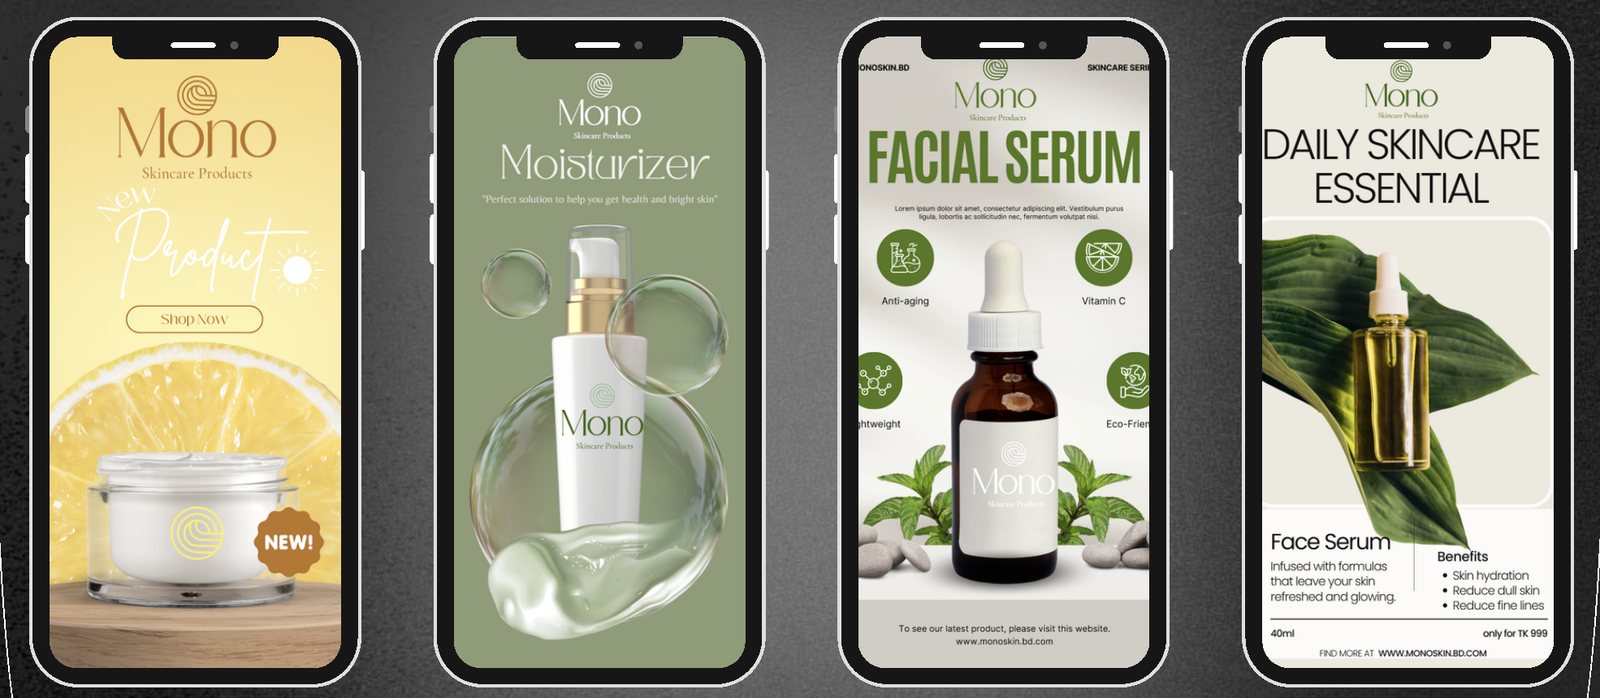 Mono
Skincare Products
New
Product
Shop Now
NEW!
Mono
Skincare Products
Moisturizer
"Perfect solution to help you get health and bright skin"
Mono
Skincare Products
ONOSKIN.BD
SKINCARE SERI
Mono
Skincare Products
FACIAL SERUM
Lorem ipsum dolor sit amet, consectetur adipiscing elit. Vestibulum purus
ligula, lobortis ac sollicitudin nec, fermentum volutpat nisi.
Anti-aging
Vitamin C
ghtweight
Eco-Frien
Mono
Skincare Products
To see our latest product, please visit this website.
www.monoskin.bd.com
Mono
Skincare Products
DAILY SKINCARE
ESSENTIAL
Face Serum
Infused with formulas
that leave your skin
refreshed and glowing.
Benefits
• Skin hydration
• Reduce dull skin
• Reduce fine lines
40ml
only for TK 999
FIND MORE AT WWW.MONOSKIN.BD.COM